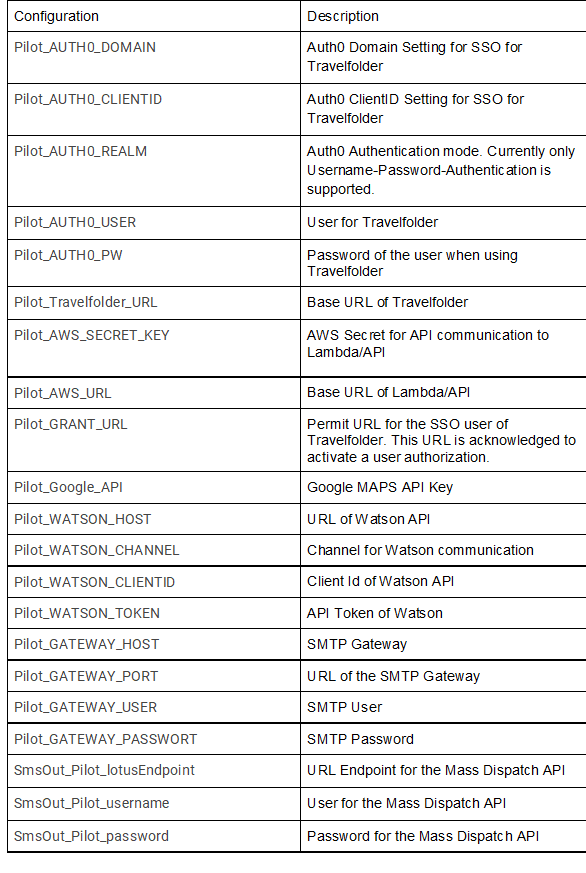 Configuration
Description
Pilot_AUTH0_DOMAIN
Auth0 Domain Setting for SSO for
Travelfolder
Pilot_AUTH0_CLIENTID
Auth0 ClientID Setting for SSO for
Travelfolder
Pilot_AUTH0_REALM
Auth0 Authentication mode. Currently only
Username-Password-Authentication is
supported.
Pilot_AUTH0_USER
User for Travelfolder
Pilot_AUTH0_PW
Password of the user when using
Travelfolder
Pilot_Travelfolder_URL
Base URL of Travelfolder
Pilot_AWS_SECRET_KEY
AWS Secret for API communication to
Lambda/API
Pilot_AWS_URL
Base URL of Lambda/API
Pilot_GRANT_URL
Permit URL for the SSO user of
Travelfolder. This URL is acknowledged to
activate a user authorization.
Pilot_Google_API
Google MAPS API Key
Pilot_WATSON_HOST
URL of Watson API
Pilot_WATSON_CHANNEL
Channel for Watson communication
Pilot_WATSON_CLIENTID
Client Id of Watson API
Pilot_WATSON_TOKEN
API Token of Watson
Pilot_GATEWAY_HOST
SMTP Gateway
Pilot_GATEWAY_PORT
URL of the SMTP Gateway
Pilot_GATEWAY_USER
SMTP User
Pilot_GATEWAY_PASSWORT
SMTP Password
SmsOut_Pilot_lotusEndpoint
URL Endpoint for the Mass Dispatch API
SmsOut_Pilot_username
User for the Mass Dispatch API
SmsOut_Pilot_password
Password for the Mass Dispatch API